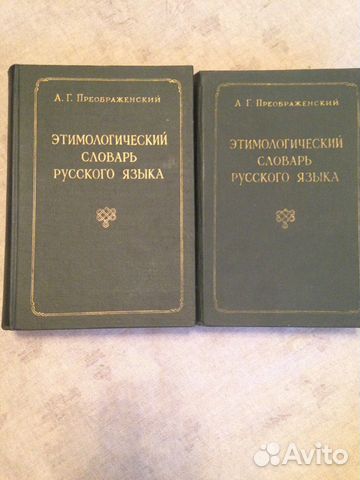 А. Г. Преображенский
ЭТИМОЛОГИЧЕСКИЙ
СЛОВАРЬ
РУССКОГО ЯЗЫКА
А. Г. Преображенский
ЭТИМОЛОГИЧЕСКИЙ
СЛОВАРЬ
РУССКОГО ЯЗЫКА
Avito